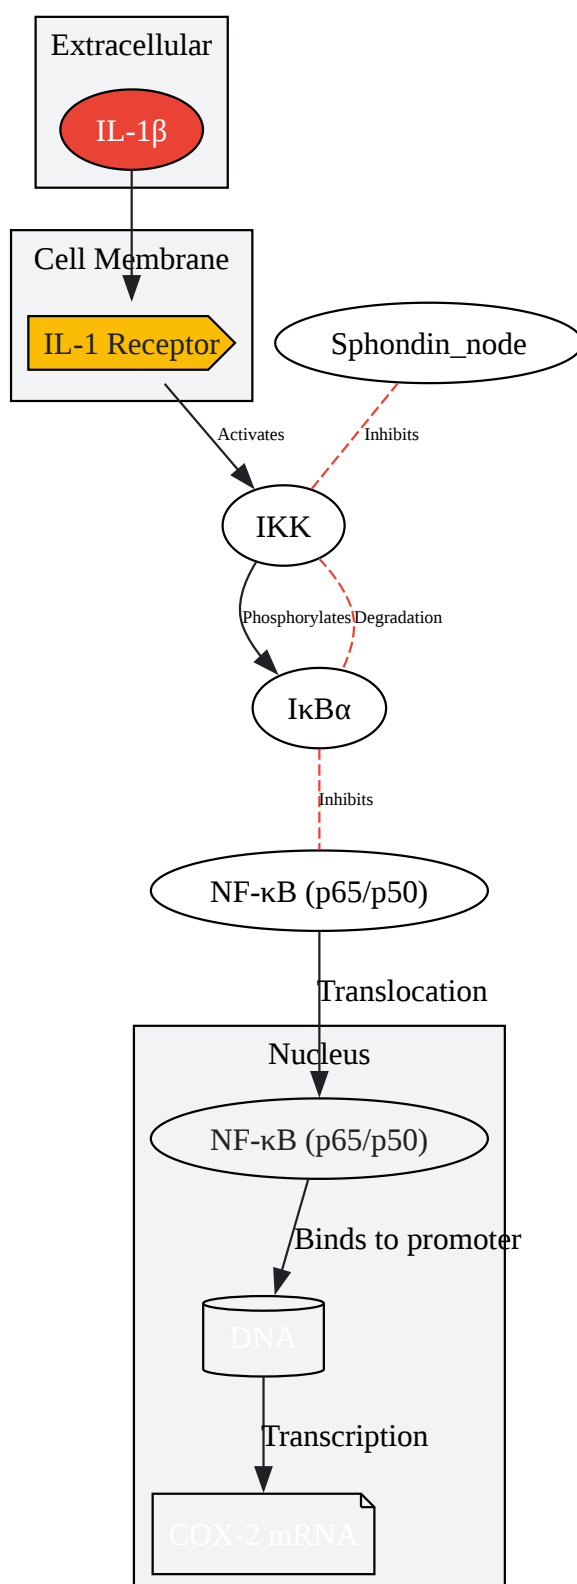 Extracellular
IL-1β
Cell Membrane
IL-1 Receptor
Sphondin_node
Activates
Inhibits
IKK
Phosphorylates
Degradation
IκBα
Inhibits
NF-κB (p65/p50)
Translocation
Nucleus
NF-κB (p65/p50)
Binds to promoter
DNA
Transcription
COX-2 mRNA